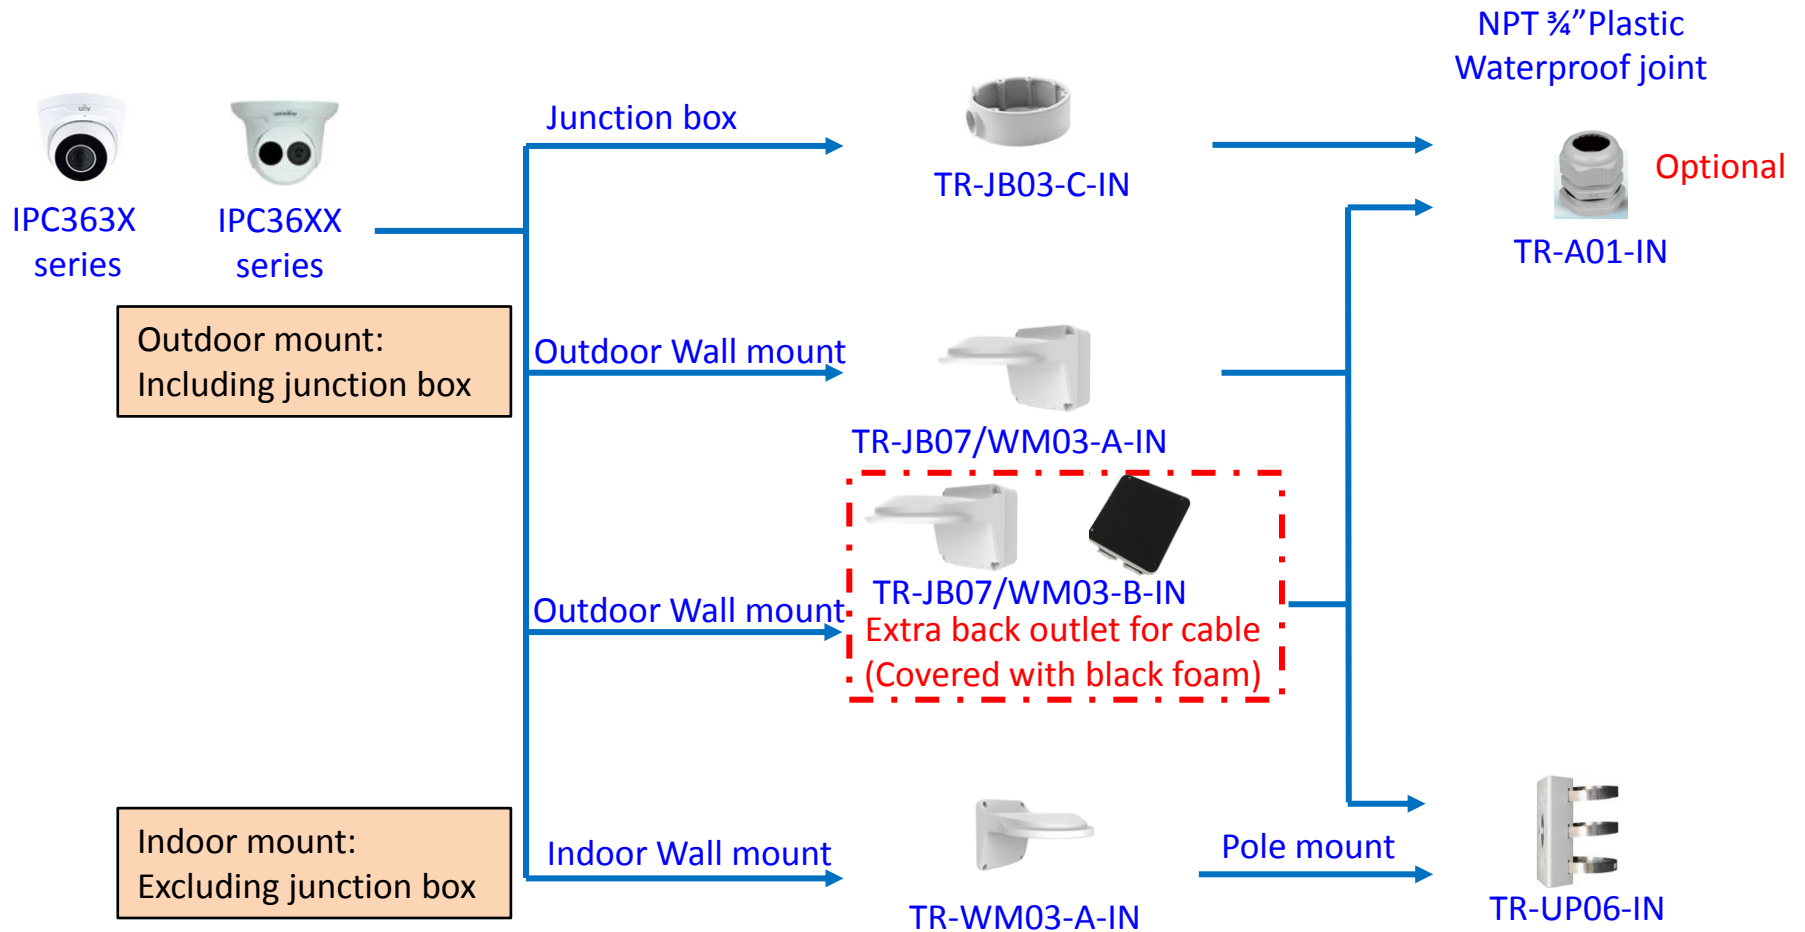 NPT ¾”Plastic
Waterproof joint
Junction box
TR-JB03-C-IN
Optional
TR-A01-IN
IPC363X
series
IPC36XX
series
Outdoor mount:
Including junction box
Outdoor Wall mount
TR-JB07/WM03-A-IN
Outdoor Wall mount
TR-JB07/WM03-B-IN
Extra back outlet for cable
(Covered with black foam)
Indoor mount:
Excluding junction box
Indoor Wall mount
TR-WM03-A-IN
Pole mount
TR-UP06-IN